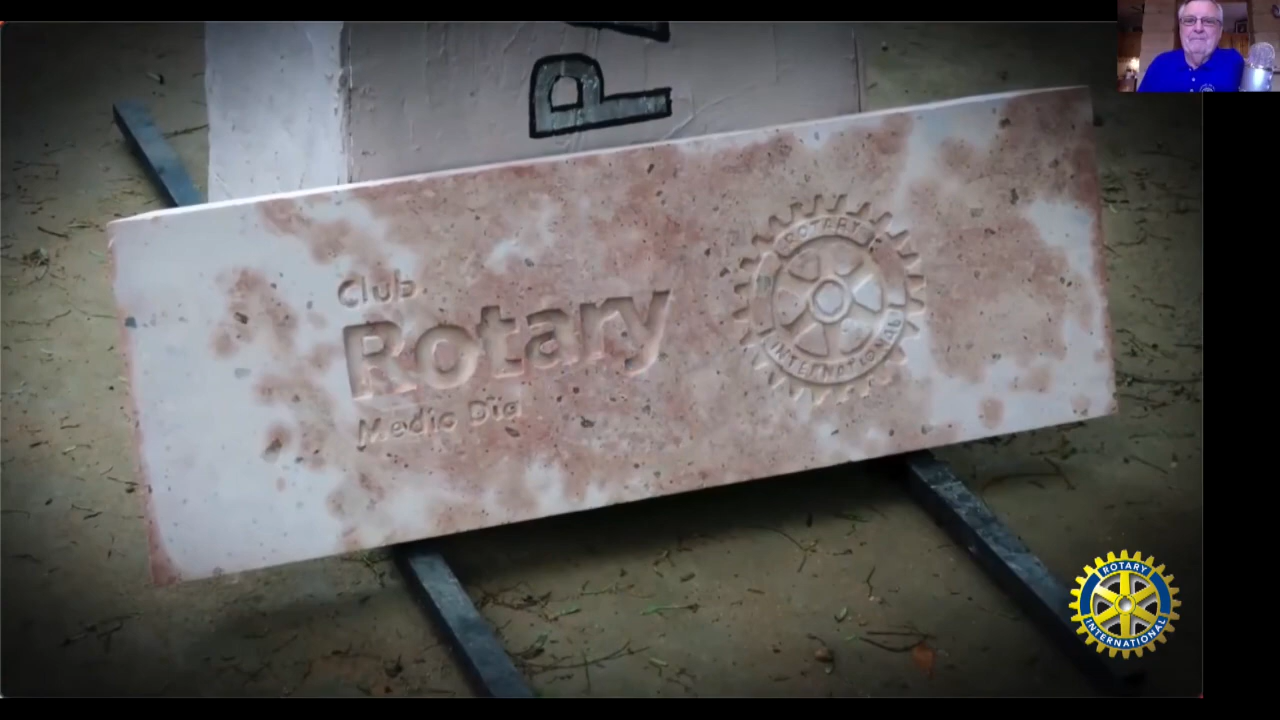 P
Club
Rotary
Medio Día
ROTARY
INTERNATIONAL
ROTARY
INTERNATIONAL